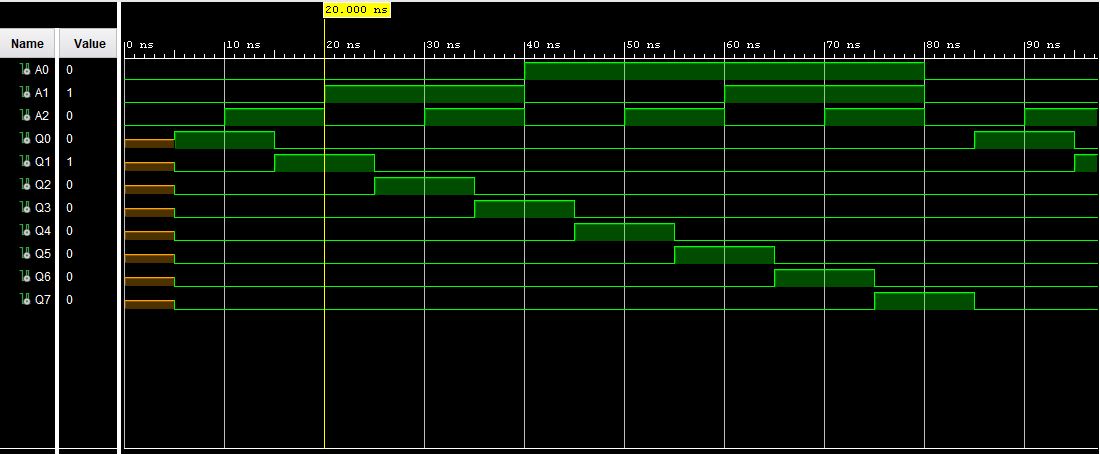 20.000 ns
Name Value 0 ns 10 ns 20 ns 30 ns 40 ns 50 ns 60 ns 70 ns 80 ns 90 ns
A0 0
A1 1
A2 0
Q0 0
Q1 1
Q2 0
Q3 0
Q4 0
Q5 0
Q6 0
Q7 0